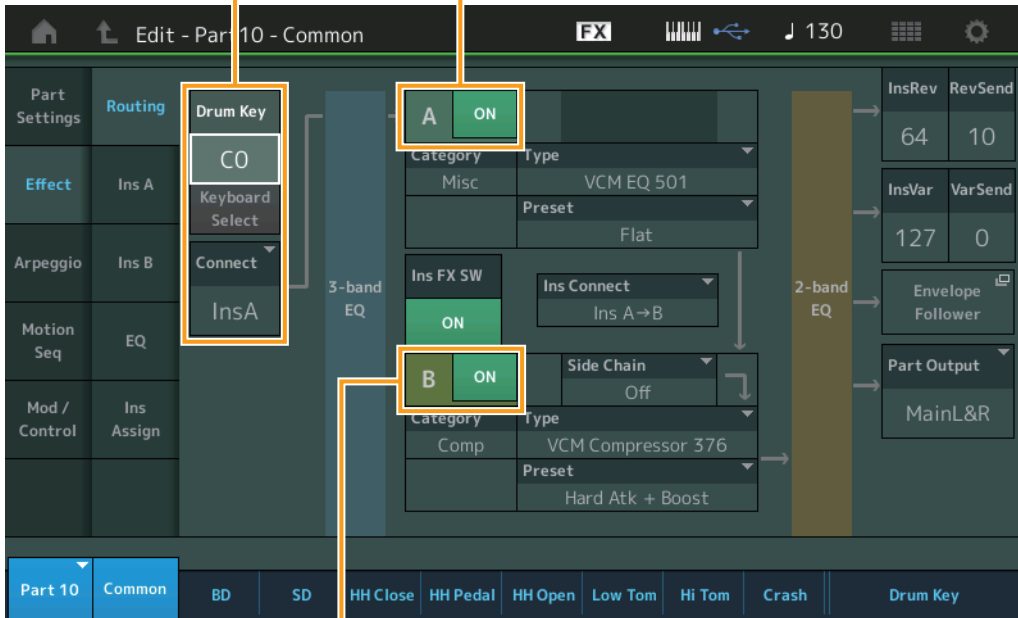 Edit - Part 10 - Common
FX
130
Part Settings
Routing
Effect
Ins A
Arpeggio
Ins B
Motion Seq
EQ
Mod / Control
Ins Assign
Drum Key
C0
Keyboard Select
Connect
InsA
3-band EQ
A
ON
Category
Misc
Type
VCM EQ 501
Preset
Flat
Ins FX SW
ON
Ins Connect
Ins A→B
B
ON
Side Chain
Off
Category
Comp
Type
VCM Compressor 376
Preset
Hard Atk + Boost
2-band EQ
InsRev
RevSend
64
10
InsVar
VarSend
127
0
Envelope Follower
Part Output
MainL&R
Part 10
Common
BD
SD
HH Close
HH Pedal
HH Open
Low Tom
Hi Tom
Crash
Drum Key